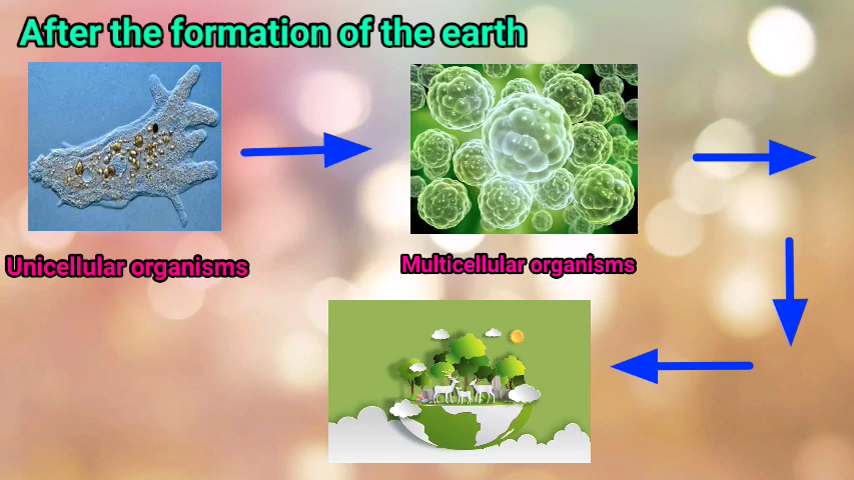 After the formation of the earth
Unicellular organisms
Multicellular organisms